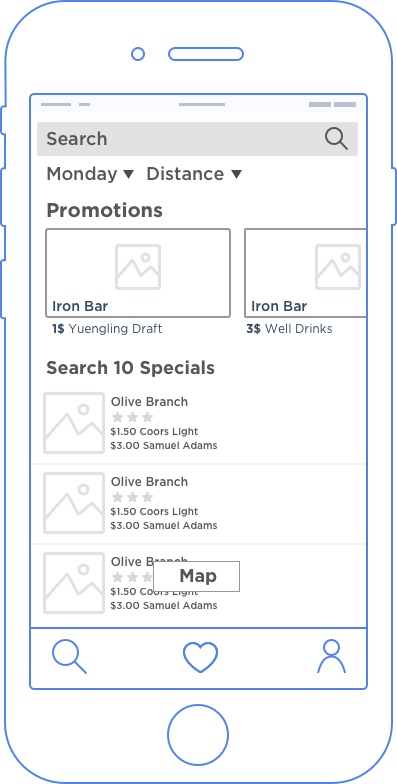 Search
Monday Distance
Promotions
Iron Bar
1$ Yuengling Draft
Iron Bar
3$ Well Drinks
Search 10 Specials
Olive Branch
$1.50 Coors Light
$3.00 Samuel Adams
Olive Branch
$1.50 Coors Light
$3.00 Samuel Adams
Olive Branch
Map
$1.50 Coors Light
$3.00 Samuel Adams